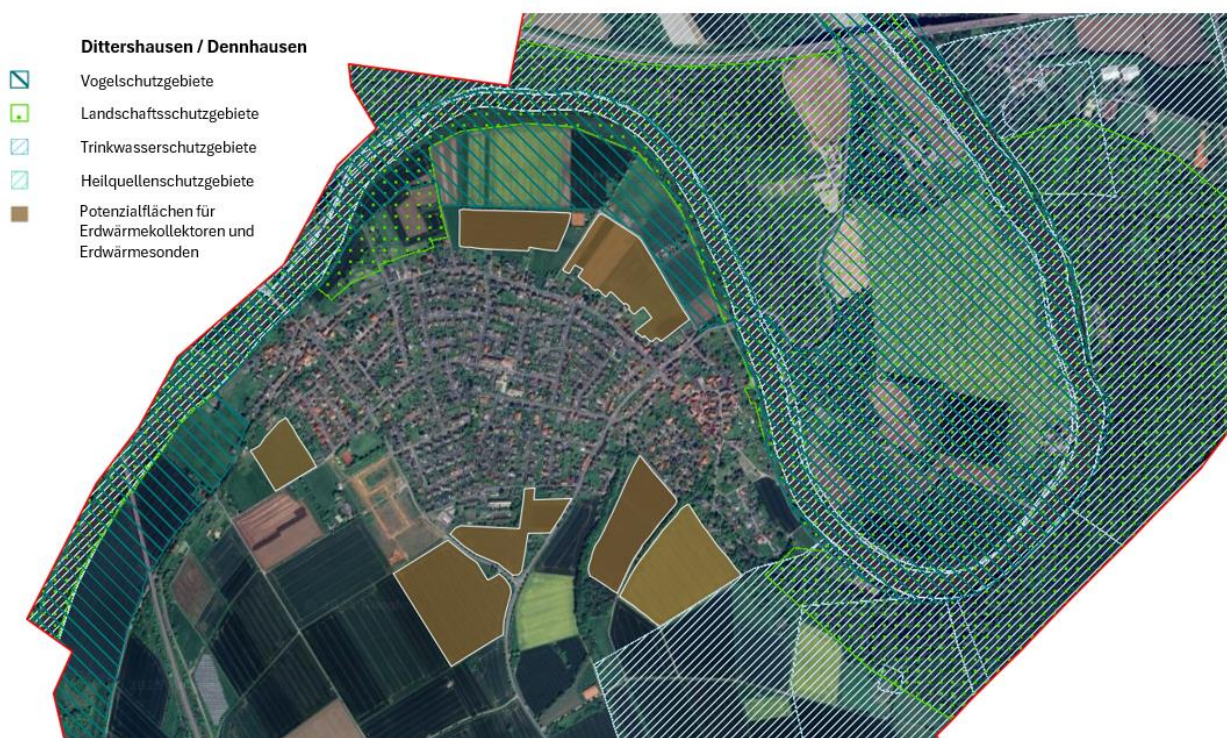 Dittershausen / Dennhausen
Vogelschutzgebiete
Landschaftsschutzgebiete
Trinkwasserschutzgebiete
Heilquellenschutzgebiete
Potenzialflächen für
Erdwärmekollektoren und
Erdwärmesonden